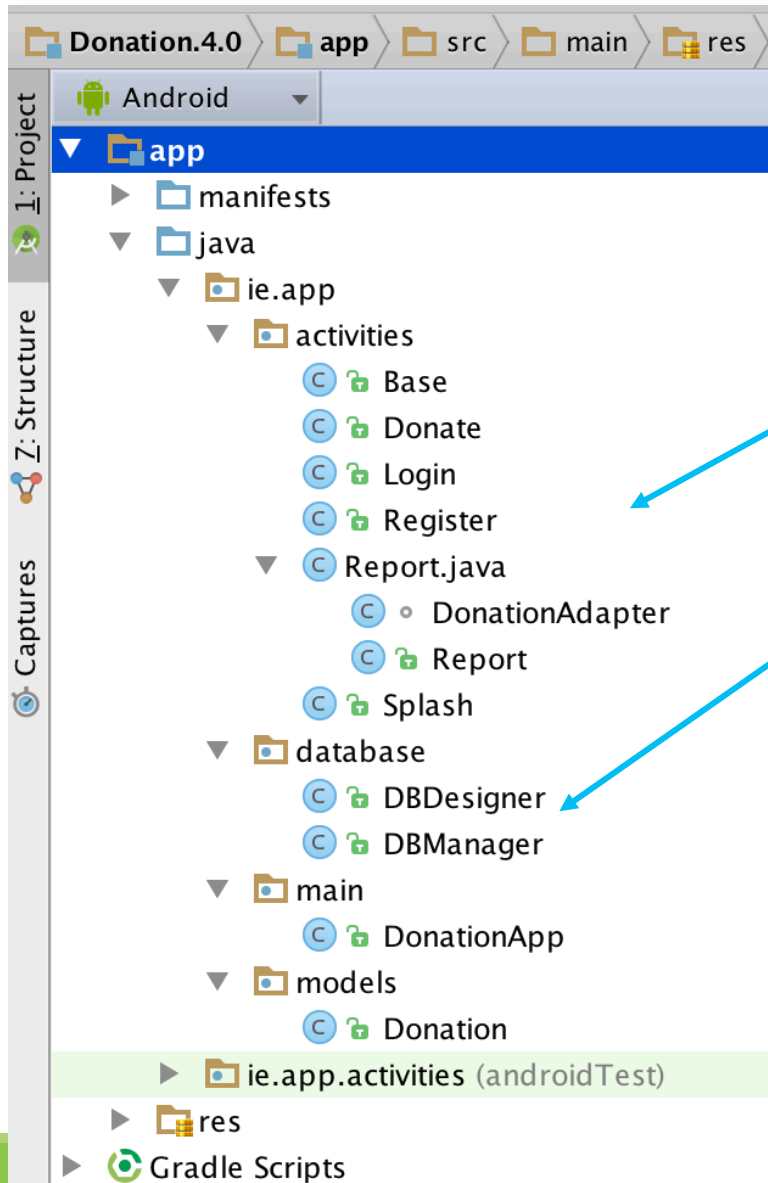 Donation.4.0 app src main res
1: Project
7: Structure
Captures
Android
app
manifests
java
ie.app
activities
C Base
C Donate
C Login
C Register
C Report.java
C DonationAdapter
C Report
C Splash
database
C DBDesigner
C DBManager
main
C DonationApp
models
C Donation
ie.app.activities (androidTest)
res
Gradle Scripts